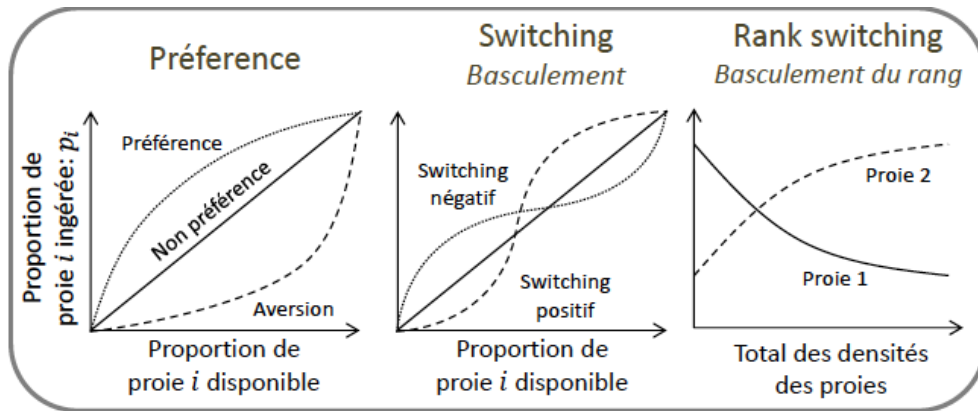 Préference
Switching
Basculement
Rank switching
Basculement du rang
Proportion de
proie i ingérée: pᵢ
Préférence
Non préférence
Aversion
Proportion de
proie i disponible
Switching
négatif
Switching
positif
Proportion de
proie i disponible
Proie 2
Proie 1
Total des densités
des proies